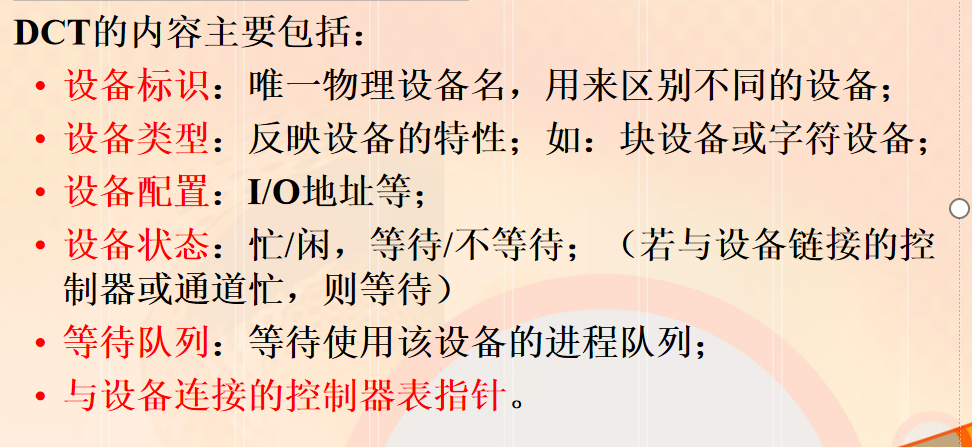 DCT的内容主要包括：
• 设备标识：唯一物理设备名，用来区别不同的设备；
• 设备类型：反映设备的特性；如：块设备或字符设备；
• 设备配置：I/O地址等；
• 设备状态：忙/闲，等待/不等待；（若与设备链接的控
制器或通道忙，则等待）
• 等待队列：等待使用该设备的进程队列；
• 与设备连接的控制器表指针。